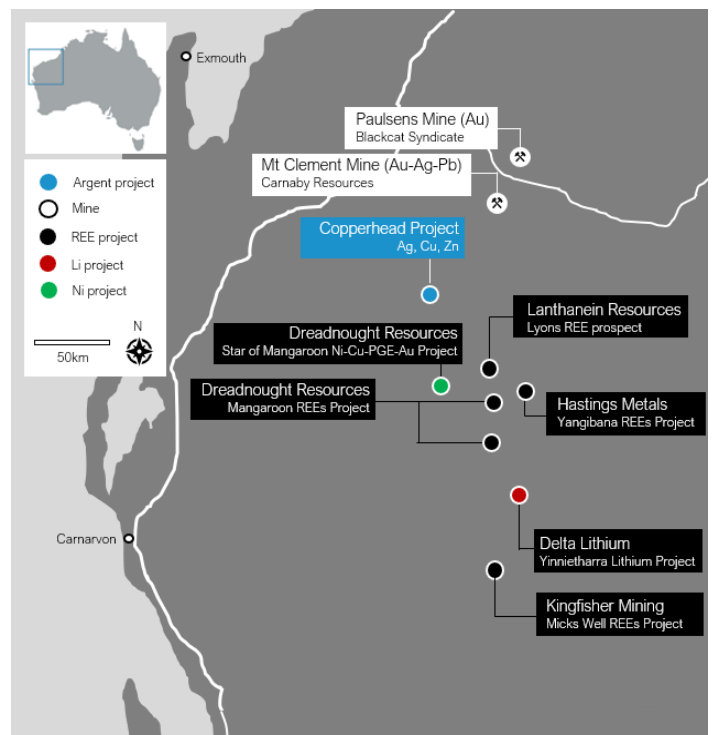 Exmouth
Paulsens Mine (Au)
Blackcat Syndicate
Mt Clement Mine (Au-Ag-Pb)
Carnaby Resources
Argent project
Mine
REE project
Li project
Ni project
N
50km
Copperhead Project
Ag, Cu, Zn
Lanthanein Resources
Lyons REE prospect
Dreadnought Resources
Star of Mangaroon Ni-Cu-PGE-Au Project
Dreadnought Resources
Mangaroon REEs Project
Hastings Metals
Yangibana REEs Project
Carnarvon
Delta Lithium
Yinnietharra Lithium Project
Kingfisher Mining
Micks Well REEs Project